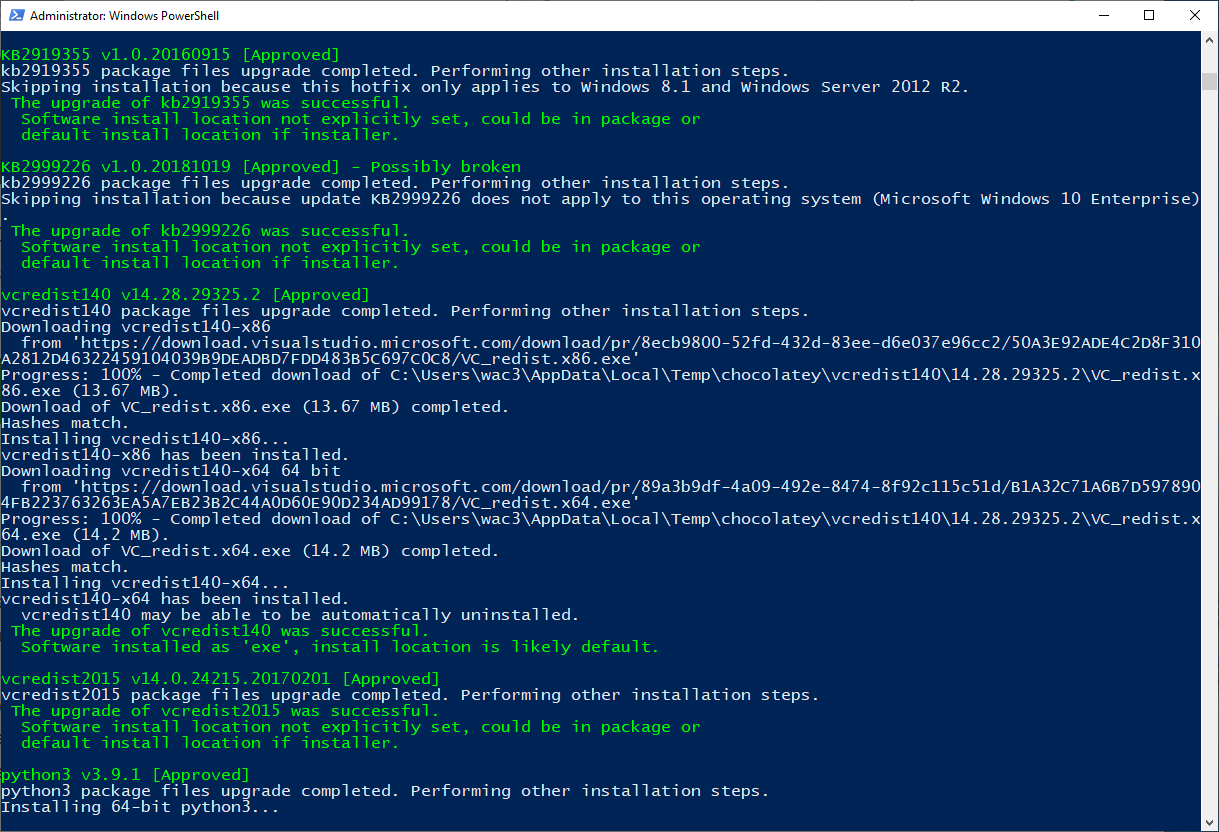 Administrator: Windows PowerShell
KB2919355 v1.0.20160915 [Approved]
kb2919355 package files upgrade completed. Performing other installation steps.
Skipping installation because this hotfix only applies to Windows 8.1 and Windows Server 2012 R2.
The upgrade of kb2919355 was successful.
Software install location not explicitly set, could be in package or
default install location if installer.
KB2999226 v1.0.20181019 [Approved] - Possibly broken
kb2999226 package files upgrade completed. Performing other installation steps.
Skipping installation because update KB2999226 does not apply to this operating system (Microsoft Windows 10 Enterprise)
.
The upgrade of kb2999226 was successful.
Software install location not explicitly set, could be in package or
default install location if installer.
vcredist140 v14.28.29325.2 [Approved]
vcredist140 package files upgrade completed. Performing other installation steps.
Downloading vcredist140-x86
from 'https://download.visualstudio.microsoft.com/download/pr/8ecb9800-52fd-432d-83ee-d6e037e96cc2/50A3E92ADE4C2D8F310
A2812D46322459104039B9DEADBD7FDD483B5C697C0C8/VC_redist.x86.exe'
Progress: 100% - Completed download of C:\Users\wac3\AppData\Local\Temp\chocolatey\vcredist140\14.28.29325.2\VC_redist.x
86.exe (13.67 MB).
Download of VC_redist.x86.exe (13.67 MB) completed.
Hashes match.
Installing vcredist140-x86...
vcredist140-x86 has been installed.
Downloading vcredist140-x64 64 bit
from 'https://download.visualstudio.microsoft.com/download/pr/89a3b9df-4a09-492e-8474-8f92c115c51d/B1A32C71A6B7D597890
4FB223763263EA5A7EB23B2C44A0D60E90D234AD99178/VC_redist.x64.exe'
Progress: 100% - Completed download of C:\Users\wac3\AppData\Local\Temp\chocolatey\vcredist140\14.28.29325.2\VC_redist.x
64.exe (14.2 MB).
Download of VC_redist.x64.exe (14.2 MB) completed.
Hashes match.
Installing vcredist140-x64...
vcredist140-x64 has been installed.
vcredist140 may be able to be automatically uninstalled.
The upgrade of vcredist140 was successful.
Software installed as 'exe', install location is likely default.
vcredist2015 v14.0.24215.20170201 [Approved]
vcredist2015 package files upgrade completed. Performing other installation steps.
The upgrade of vcredist2015 was successful.
Software install location not explicitly set, could be in package or
default install location if installer.
python3 v3.9.1 [Approved]
python3 package files upgrade completed. Performing other installation steps.
Installing 64-bit python3...